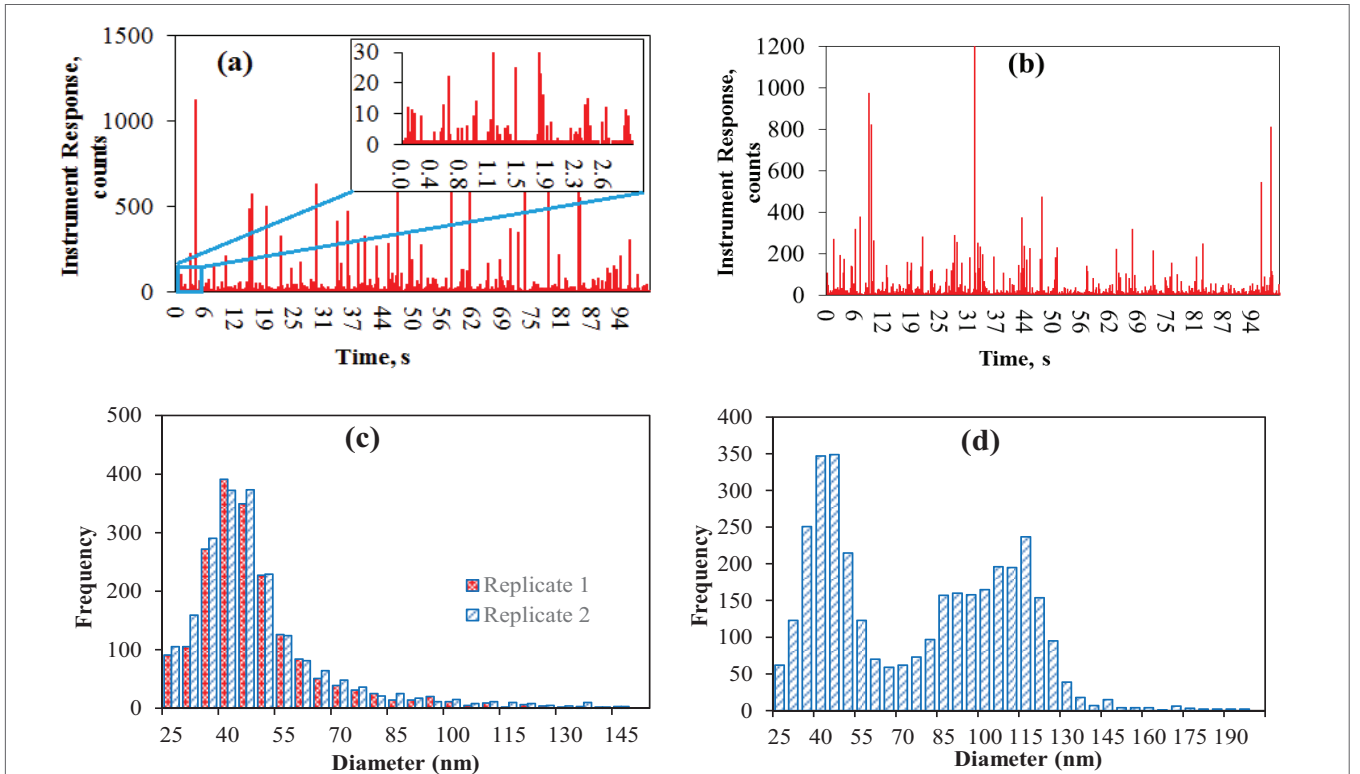 (a)
Instrument Response,
counts
1500
1000
500
0
30
20
10
0
0.0 0.4 0.8 1.1 1.5 1.9 2.3 2.6
0 6 12 19 25 31 37 44 50 56 62 69 75 81 87 94
Time, s
(b)
Instrument Response,
counts
1200
1000
800
600
400
200
0
0 6 12 19 25 31 37 44 50 56 62 69 75 81 87 94
Time, s
(c)
Frequency
500
400
300
200
100
0
Replicate 1
Replicate 2
25 40 55 70 85 100 115 130 145
Diameter (nm)
(d)
Frequency
400
350
300
250
200
150
100
50
0
25 40 55 70 85 100 115 130 145 160 175 190
Diameter (nm)